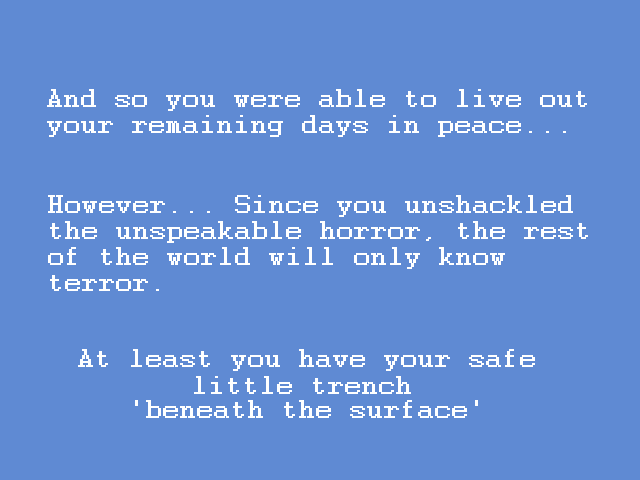 And so you were able to live out
your remaining days in peace...
However... Since you unshackled
the unspeakable horror, the rest
of the world will only know
terror.
At least you have your safe
little trench
'beneath the surface'